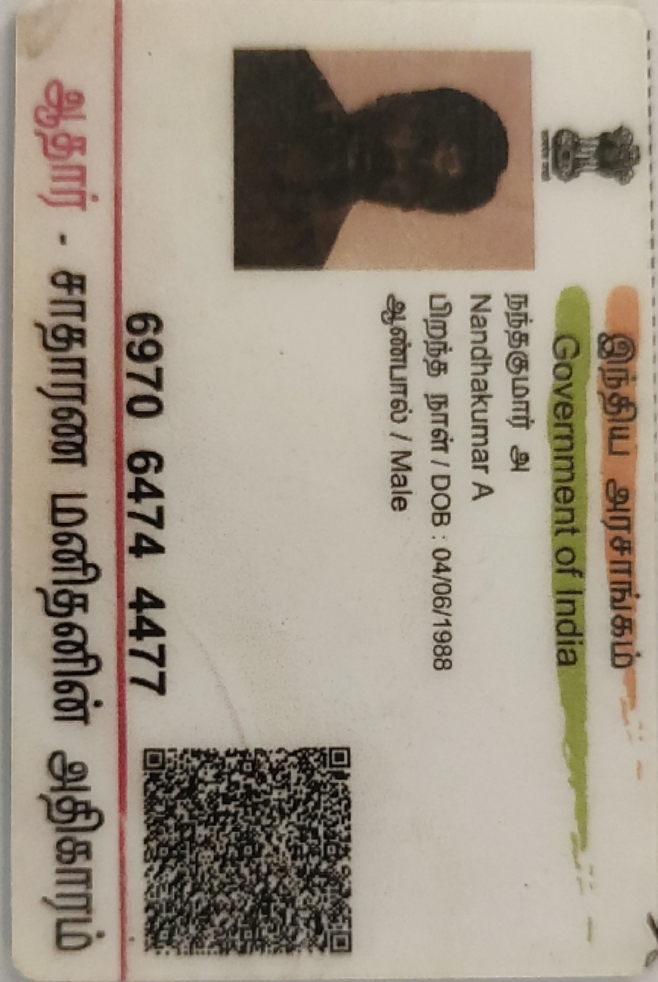 இந்திய அரசாங்கம்
Government of India
நந்தகுமார் அ
Nandhakumar A
பிறந்த நாள் / DOB : 04/06/1988
ஆண்பால் / Male
6970 6474 4477
ஆதார் - சாதாரண மனிதனின் அதிகாரம்